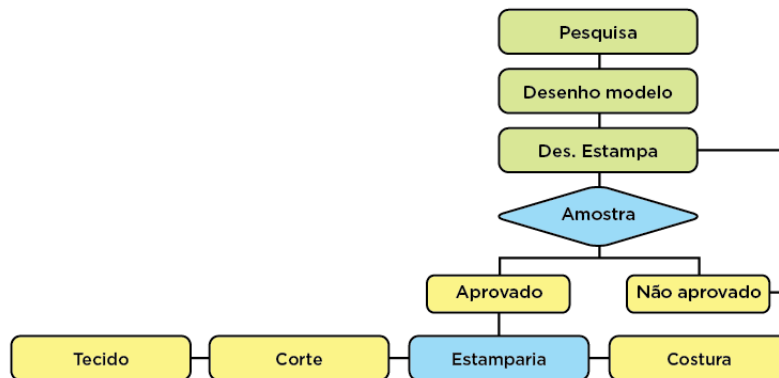 Pesquisa
Desenho modelo
Des. Estampa
Amostra
Aprovado
Não aprovado
Tecido
Corte
Estamparia
Costura